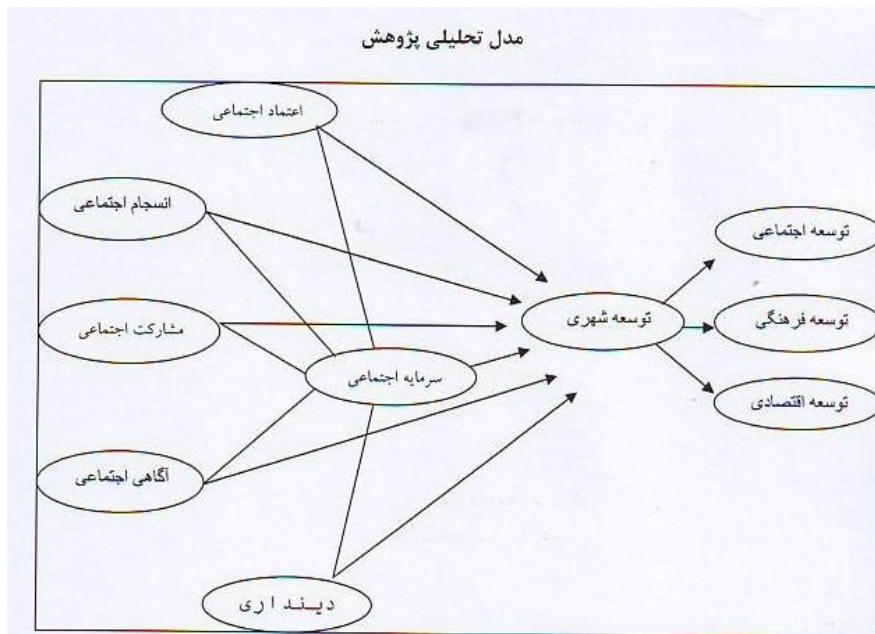 مدل تحلیلی پژوهش
اعتماد اجتماعی
انسجام اجتماعی
توسعه اجتماعی
مشارکت اجتماعی
توسعه شهری
توسعه فرهنگی
سرمایه اجتماعی
توسعه اقتصادی
آگاهی اجتماعی
دینداری